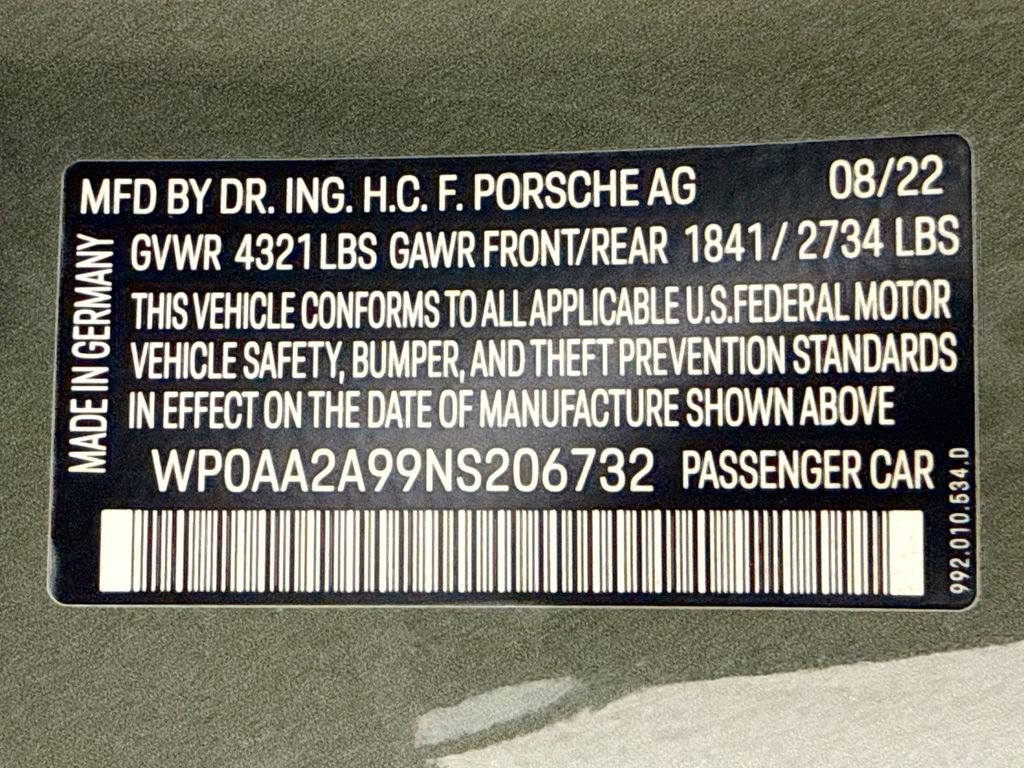 MFD BY DR. ING. H.C. F. PORSCHE AG 08/22
GVWR 4321 LBS GAWR FRONT/REAR 1841 / 2734 LBS
THIS VEHICLE CONFORMS TO ALL APPLICABLE U.S.FEDERAL MOTOR
VEHICLE SAFETY, BUMPER, AND THEFT PREVENTION STANDARDS
IN EFFECT ON THE DATE OF MANUFACTURE SHOWN ABOVE
WP0AA2A99NS206732 PASSENGER CAR
MADE IN GERMANY
992.010.534.D